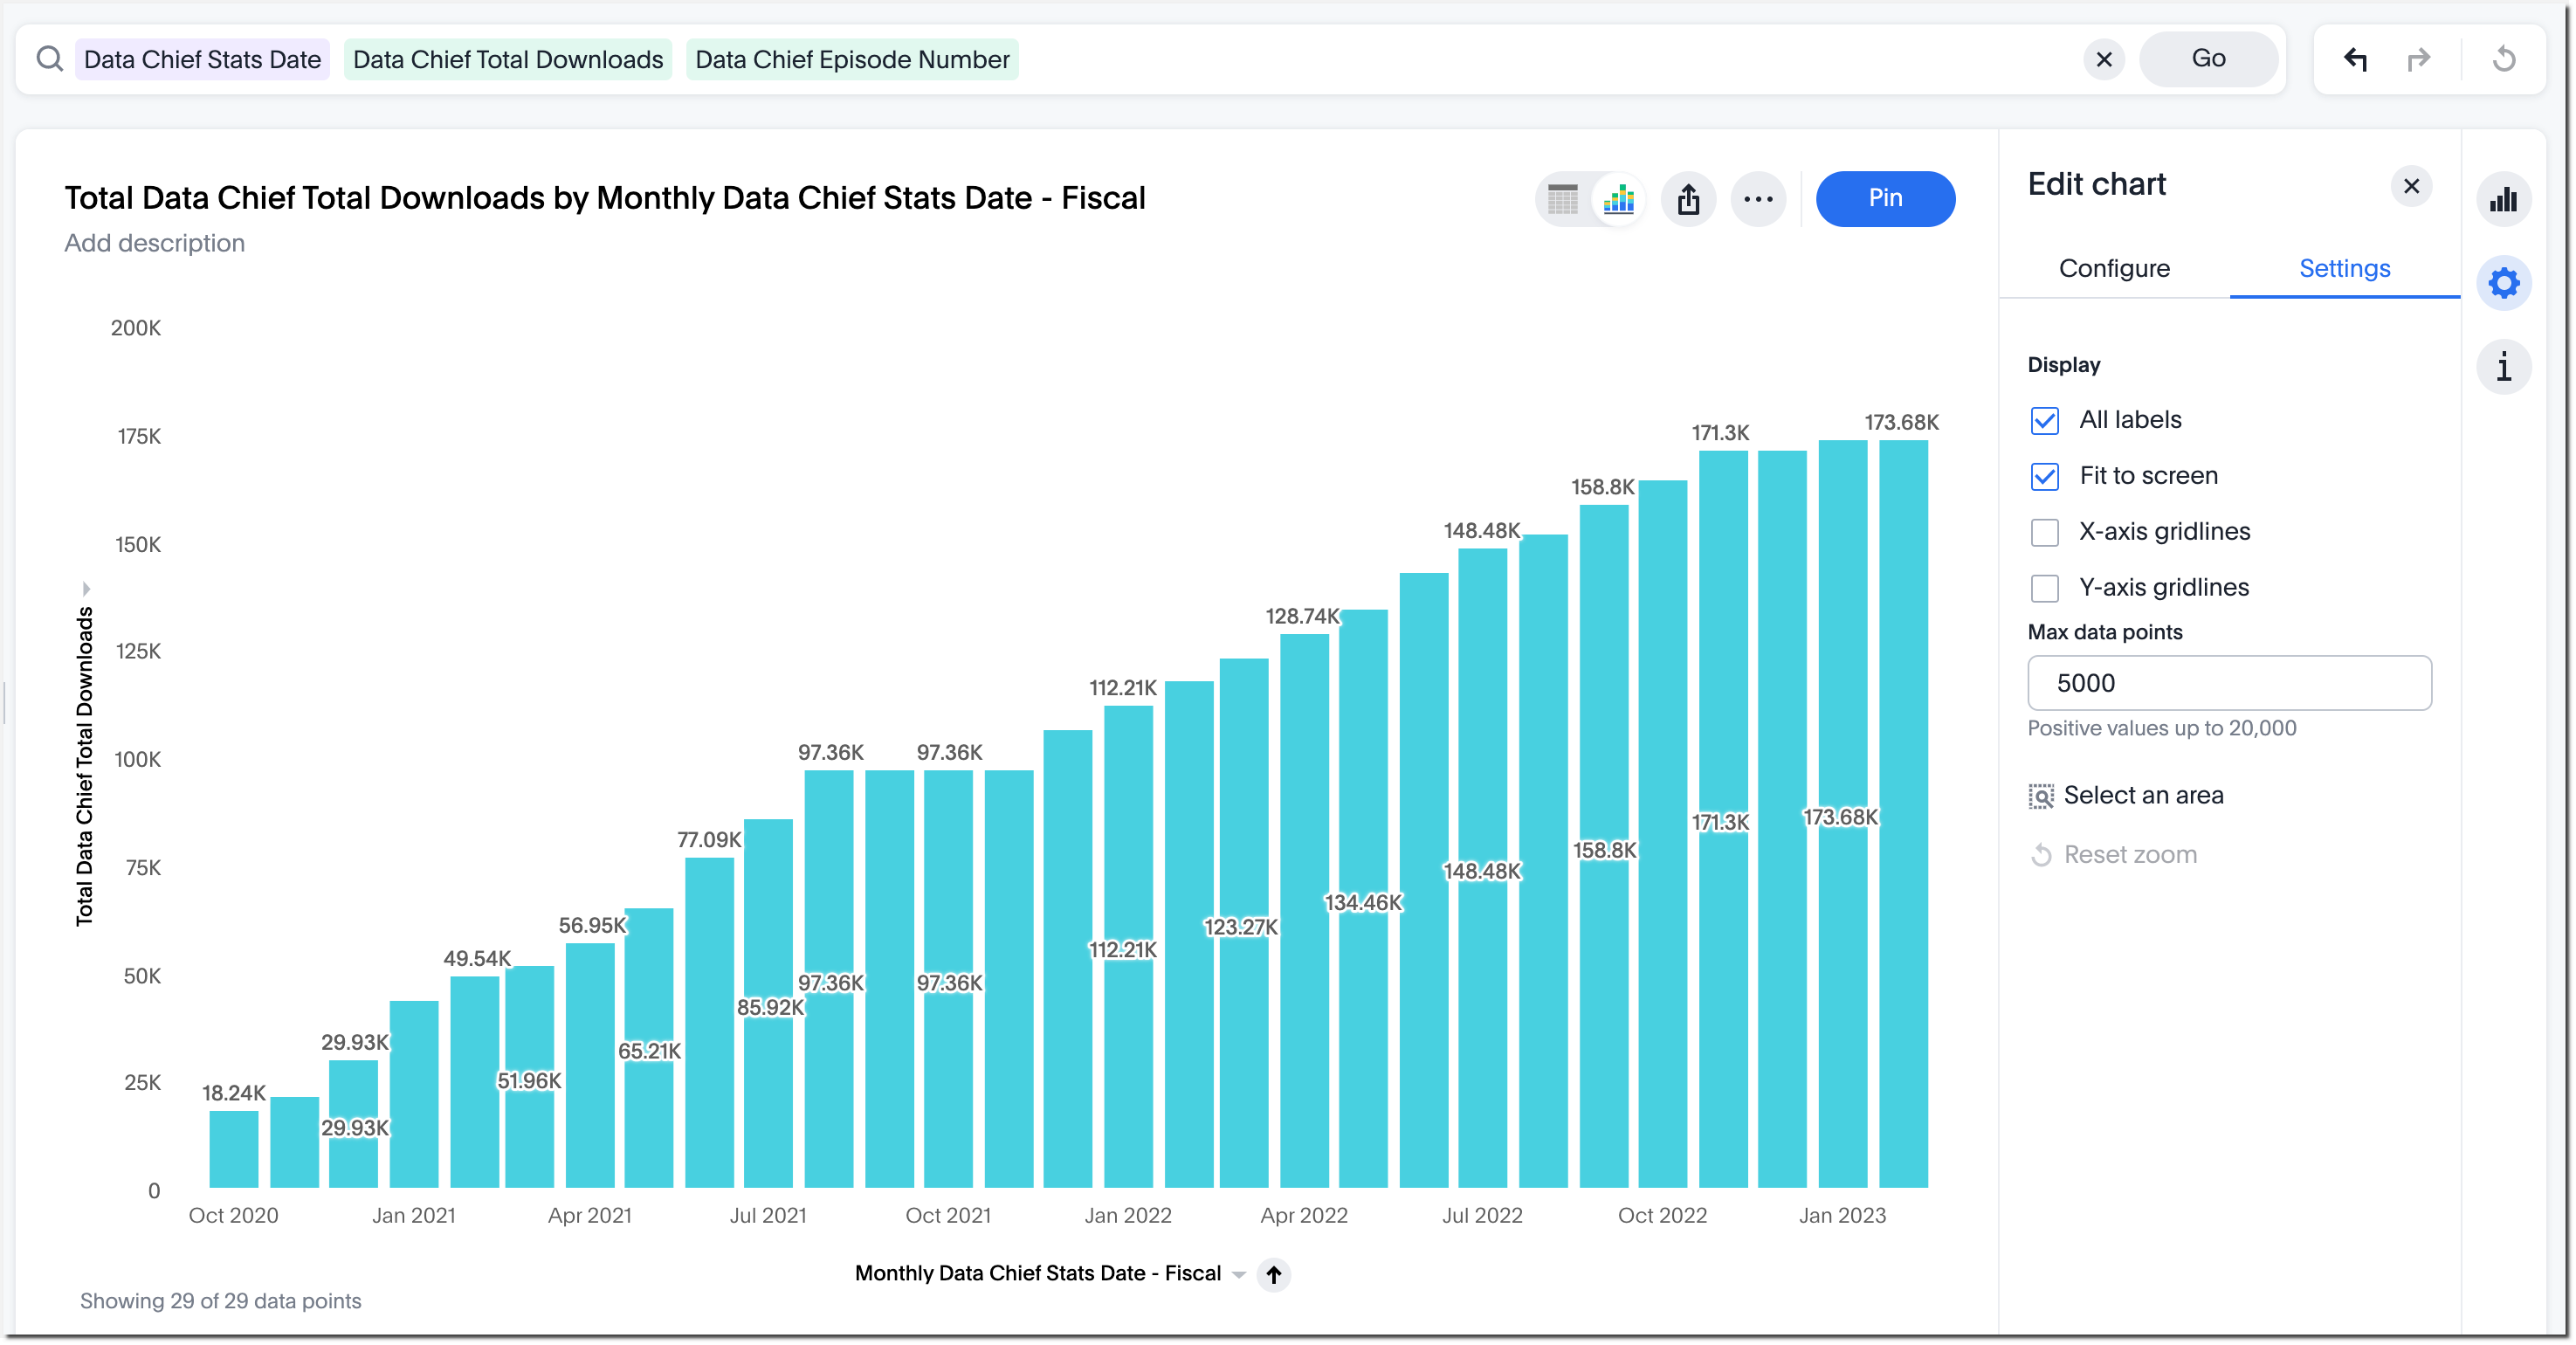 Data Chief Stats Date Data Chief Total Downloads Data Chief Episode Number
Go
Total Data Chief Total Downloads by Monthly Data Chief Stats Date - Fiscal
Add description
Pin
200K
175K
150K
125K
100K
75K
50K
25K
0
Total Data Chief Total Downloads
18.24K
29.93K
29.93K
49.54K
51.96K
56.95K
65.21K
77.09K
85.92K
97.36K
97.36K
97.36K
97.36K
112.21K
112.21K
123.27K
128.74K
134.46K
148.48K
148.48K
158.8K
158.8K
171.3K
171.3K
173.68K
173.68K
Oct 2020 Jan 2021 Apr 2021 Jul 2021 Oct 2021 Jan 2022 Apr 2022 Jul 2022 Oct 2022 Jan 2023
Monthly Data Chief Stats Date - Fiscal
Showing 29 of 29 data points
Edit chart
Configure Settings
Display
All labels
Fit to screen
X-axis gridlines
Y-axis gridlines
Max data points
5000
Positive values up to 20,000
Select an area
Reset zoom